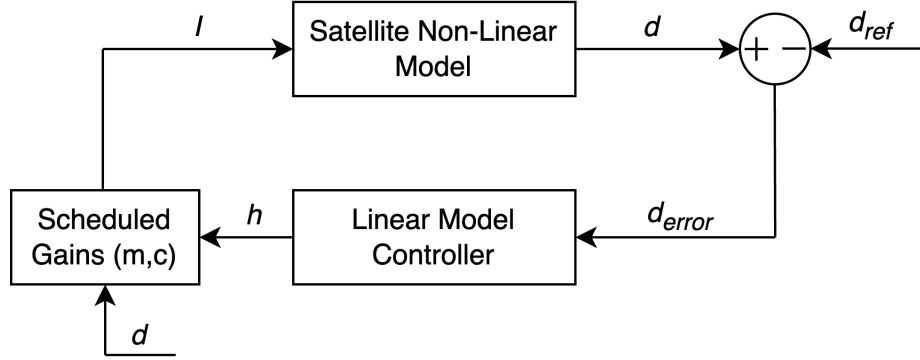 I
Satellite Non-Linear
Model
d
+ −
d_ref
Scheduled
Gains (m,c)
h
Linear Model
Controller
d_error
d